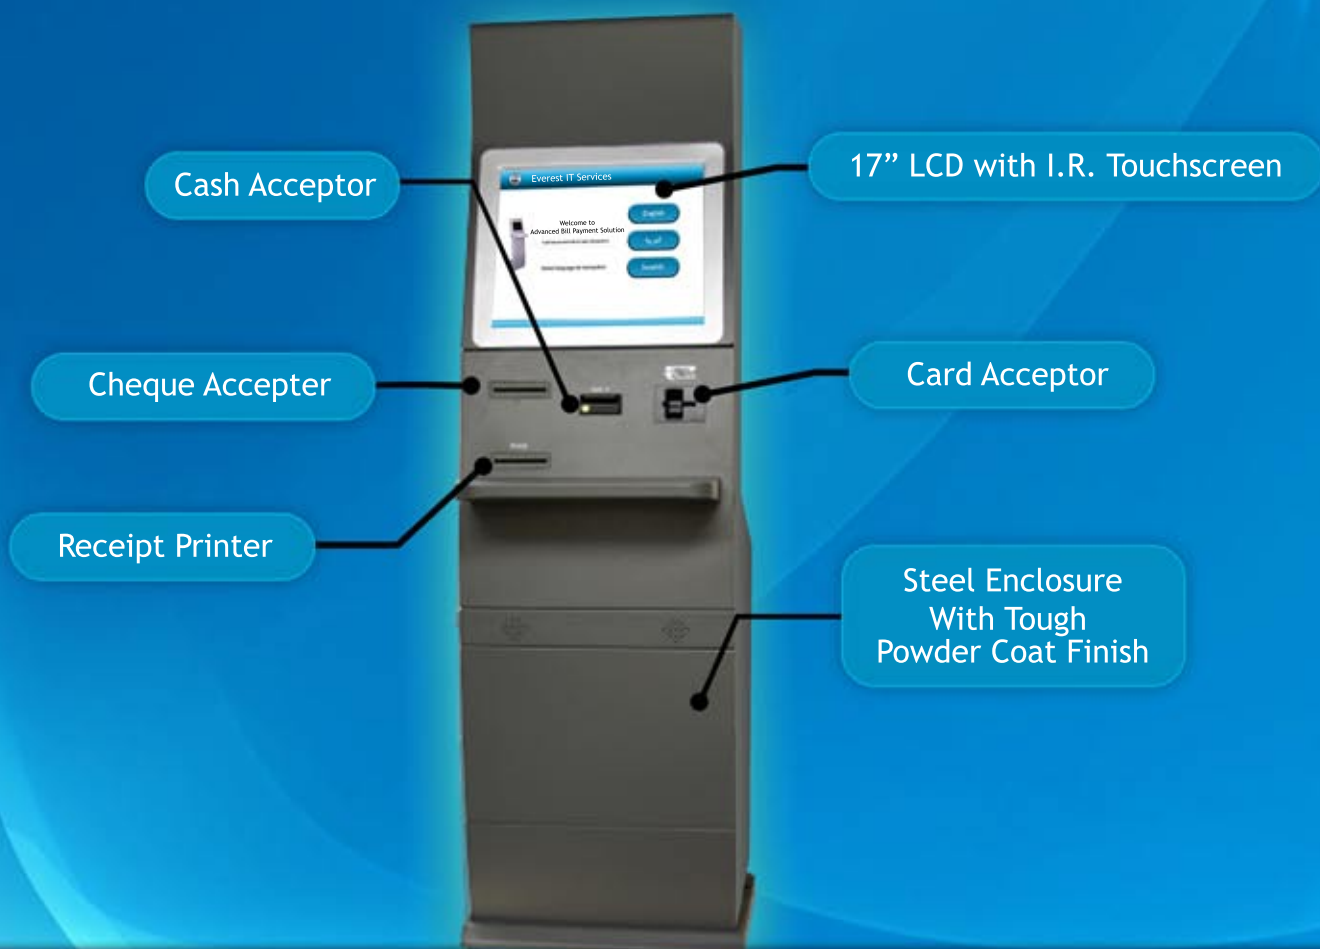 Cash Acceptor
17” LCD with I.R. Touchscreen
Everest IT Services
Welcome to
Advanced Bill Payment Solution
English
العربية
Cheque Accepter
Card Acceptor
Receipt Printer
Steel Enclosure
With Tough
Powder Coat Finish